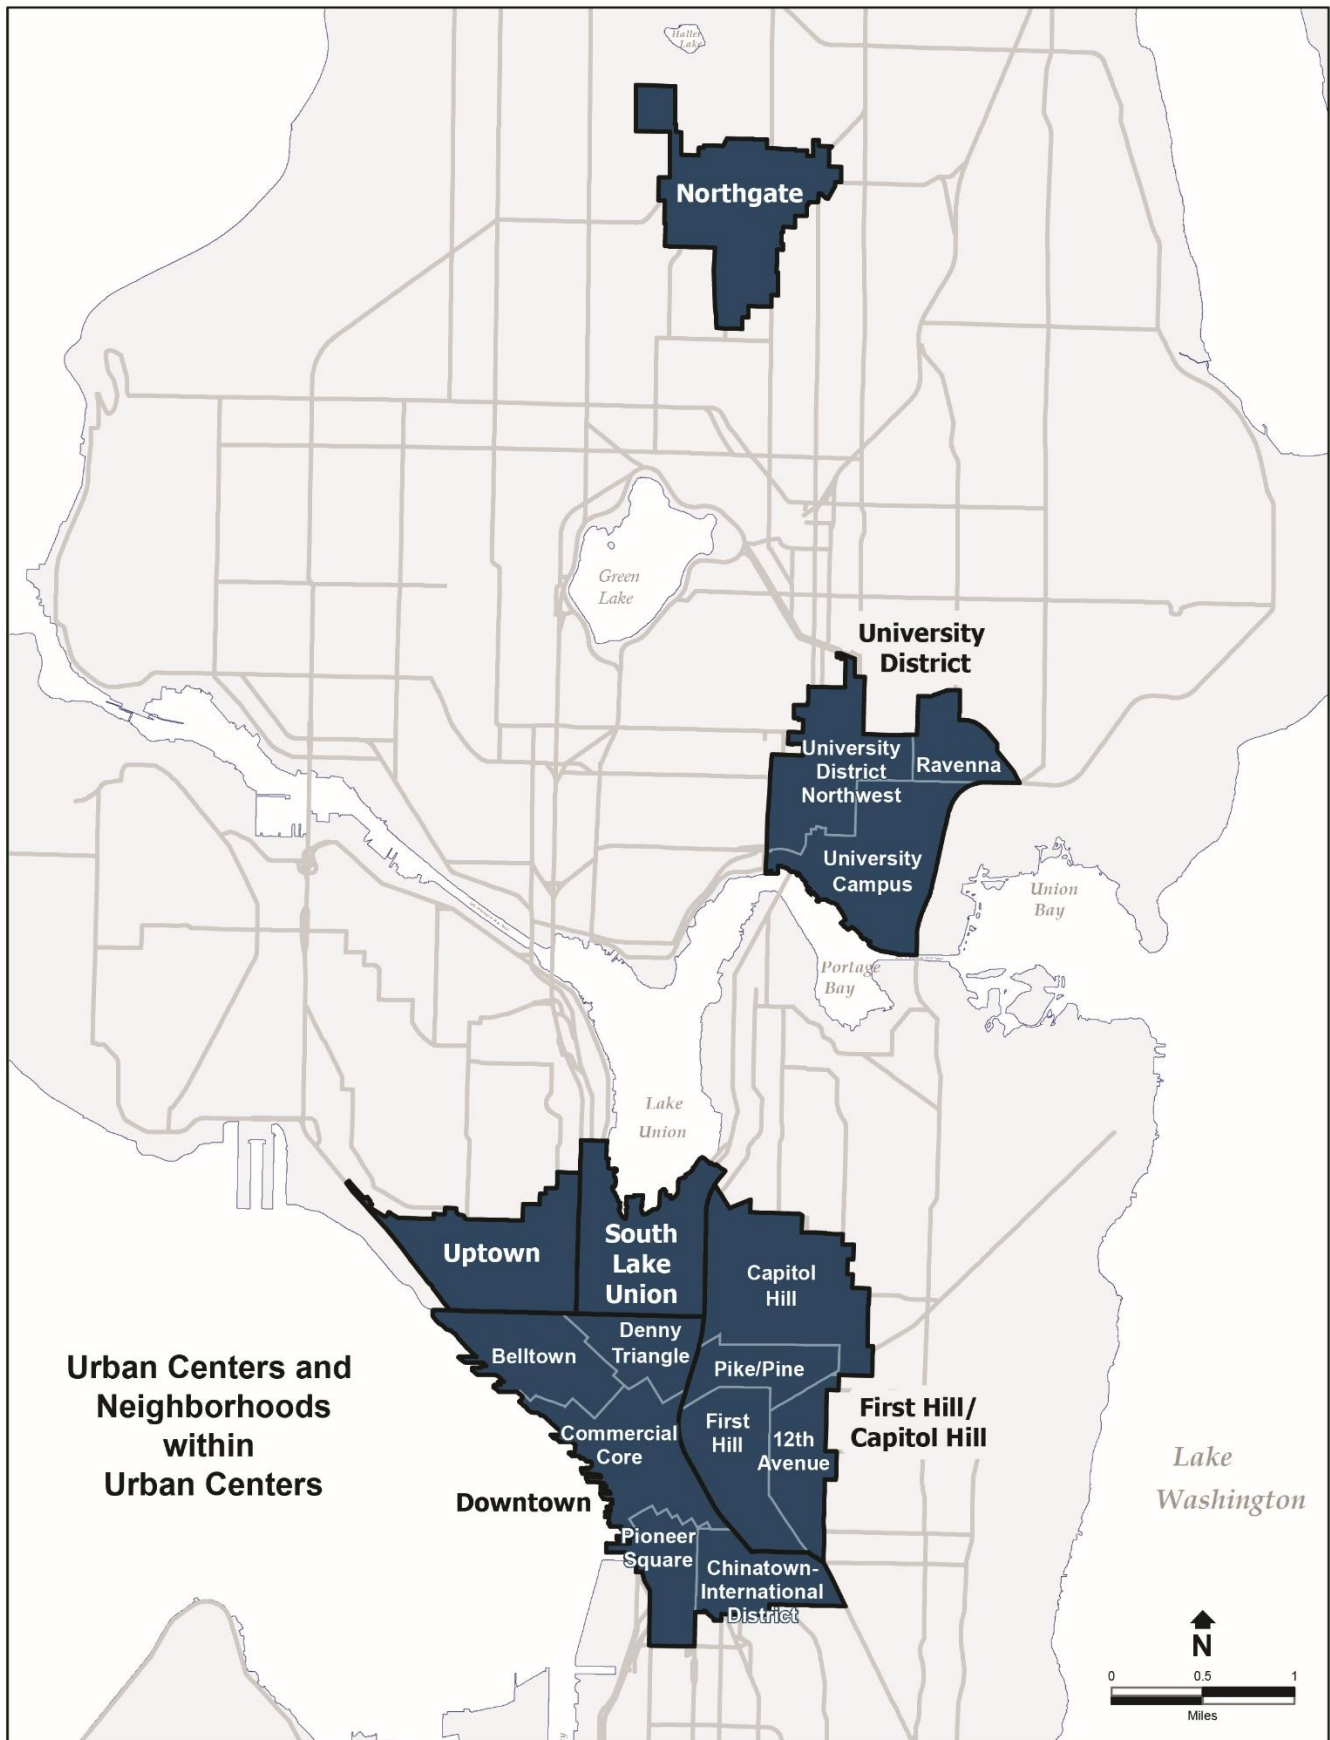 Haller
Lake
Northgate
Green
Lake
University
District
University
District
Northwest
Ravenna
University
Campus
Union
Bay
Portage
Bay
Lake
Union
Uptown
South
Lake
Union
Capitol
Hill
Denny
Triangle
Belltown
Pike/Pine
First
Hill
12th
Avenue
First Hill/
Capitol Hill
Commercial
Core
Downtown
Pioneer
Square
Chinatown-
International
District
Urban Centers and
Neighborhoods
within
Urban Centers
Lake
Washington
N
0 0.5 1
Miles